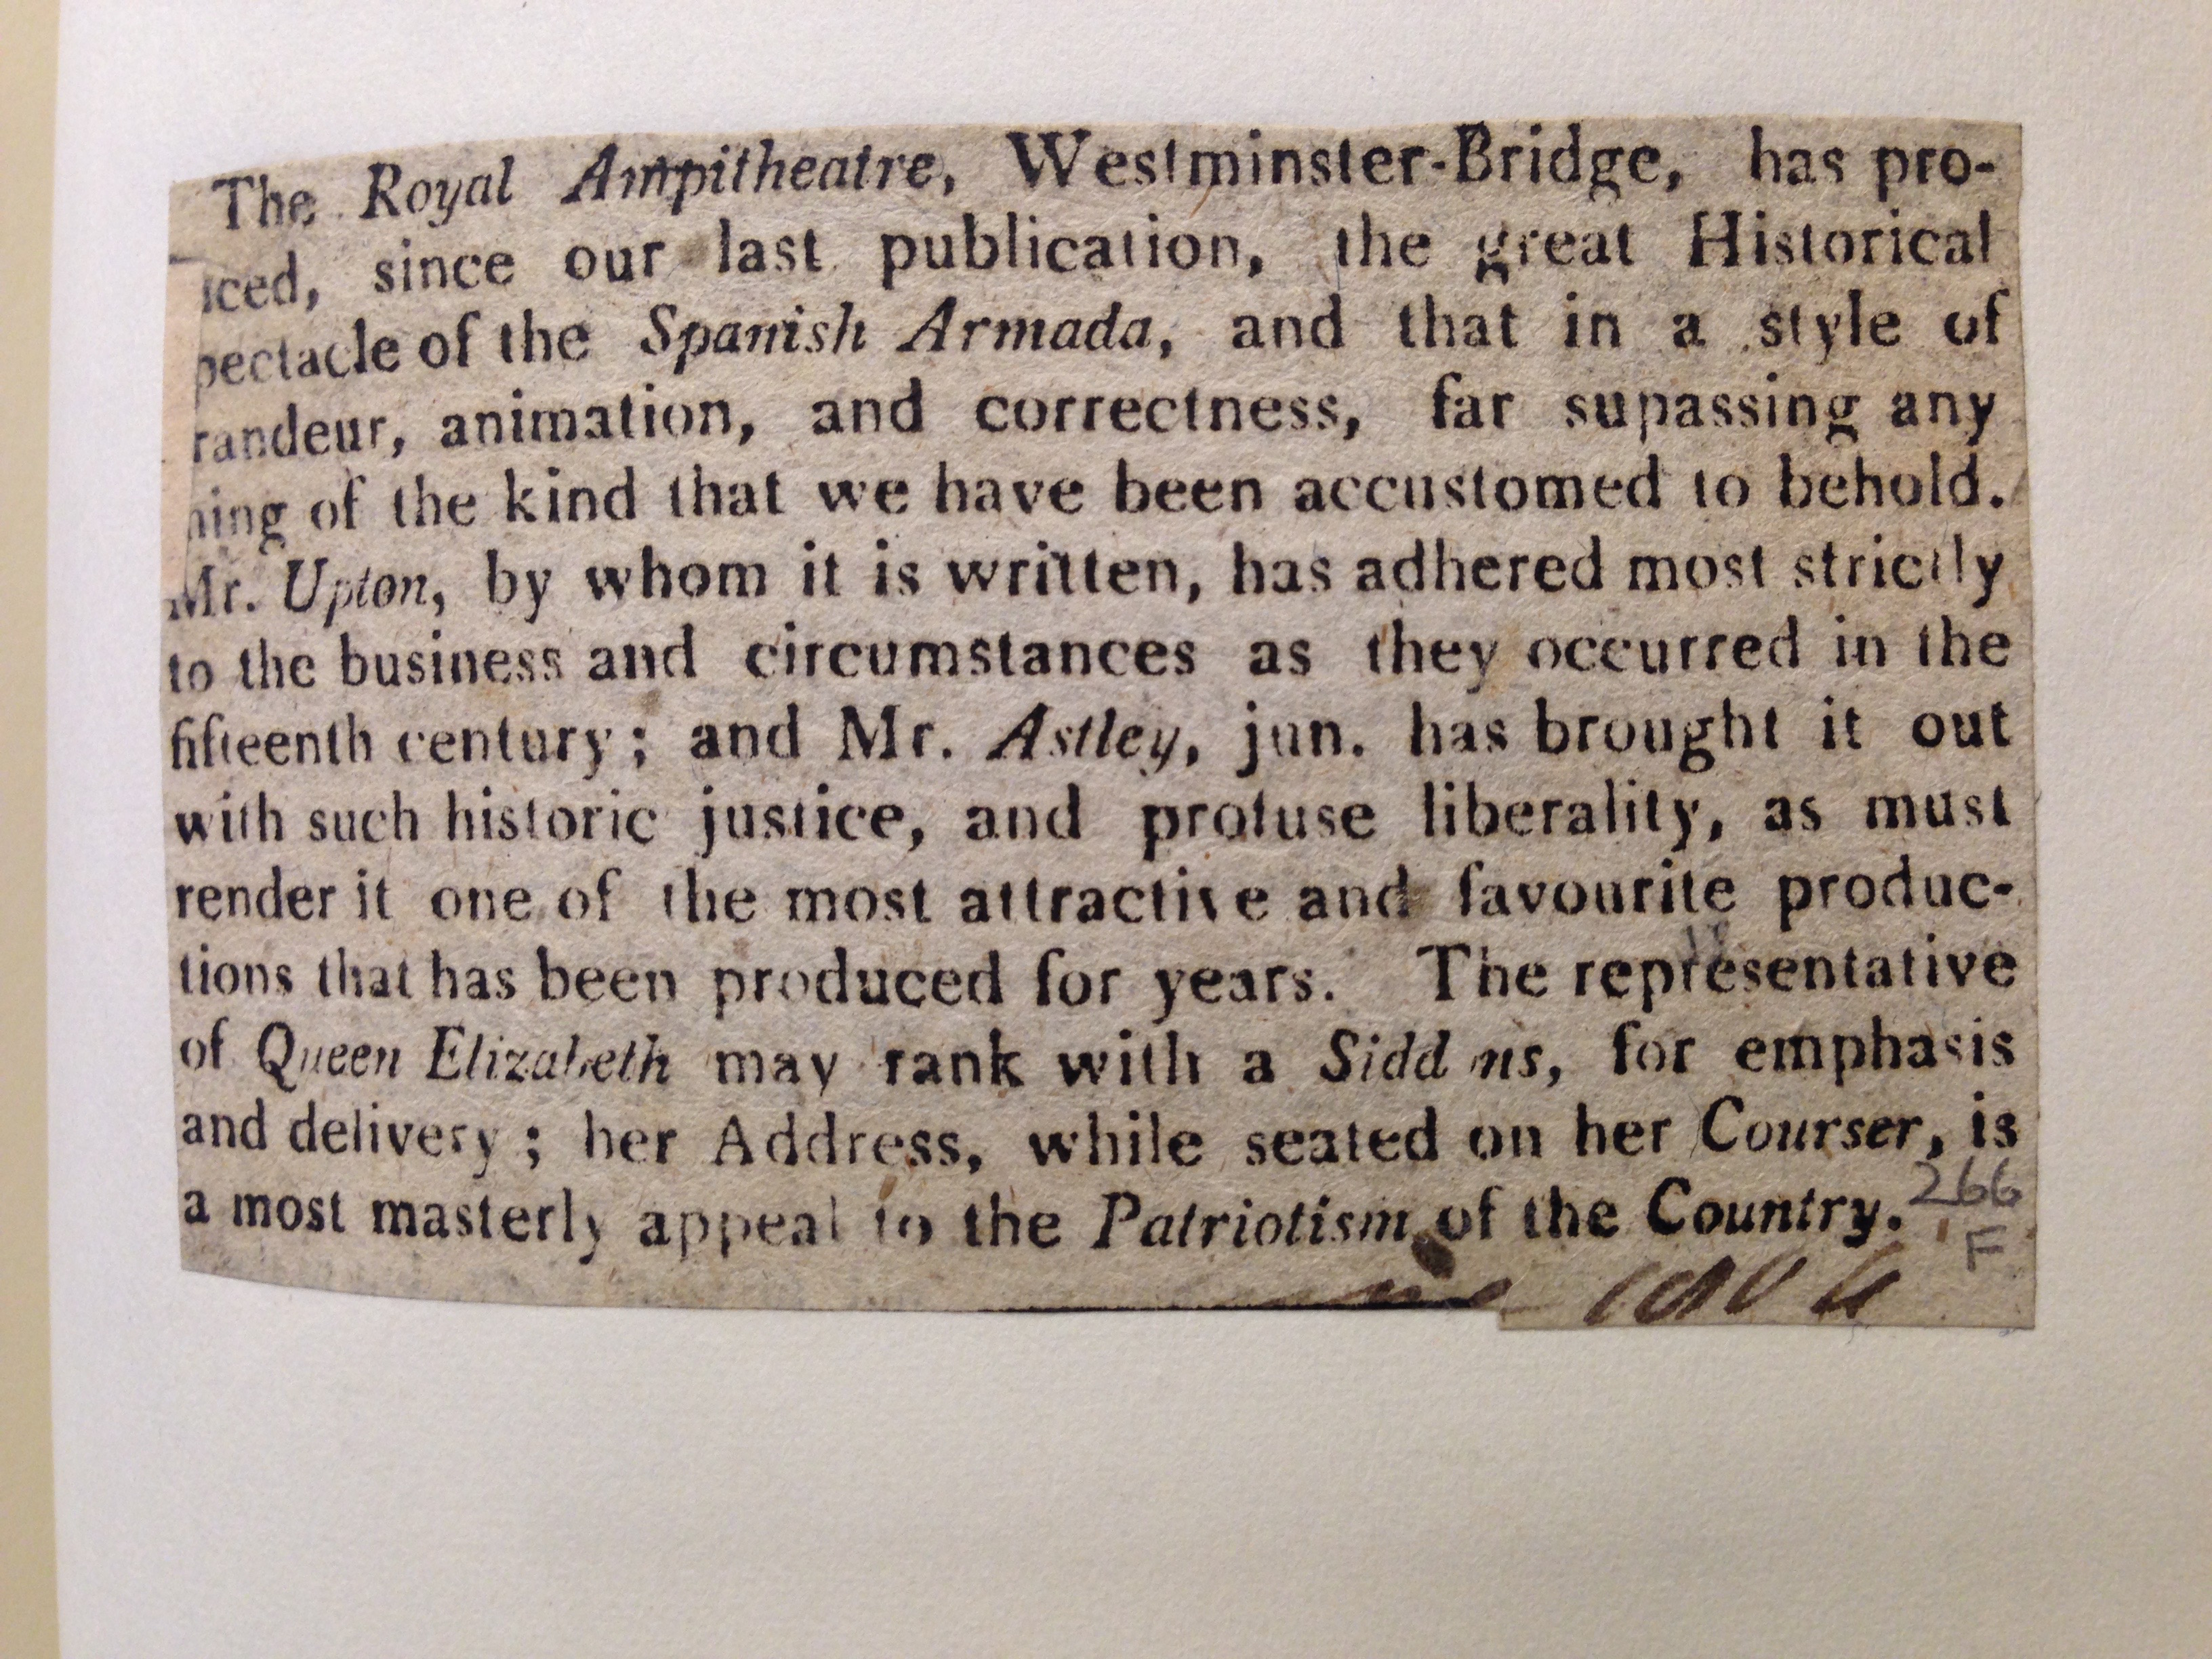 The Royal Ampitheatre, Westminster-Bridge, has pro-
iced, since our last publication, the great Historical
pectacle of the Spanish Armada, and that in a style of
randeur, animation, and correctness, far supassing any
hing of the kind that we have been accustomed to behold.
Mr. Upton, by whom it is written, has adhered most strictly
to the business and circumstances as they occurred in the
fifteenth century; and Mr. Astley, jun. has brought it out
with such historic justice, and profuse liberality, as must
render it one of the most attractive and favourite produc-
tions that has been produced for years. The representative
of Queen Elizabeth may rank with a Sidd ns, for emphasis
and delivery; her Address, while seated on her Courser, is
a most masterly appeal to the Patriotism of the Country.
266
F